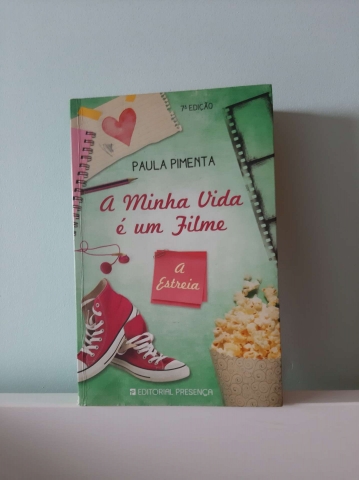 7ª EDIÇÃO
PAULA PIMENTA
A Minha Vida
é um Filme
A
Estreia
EDITORIAL PRESENÇA